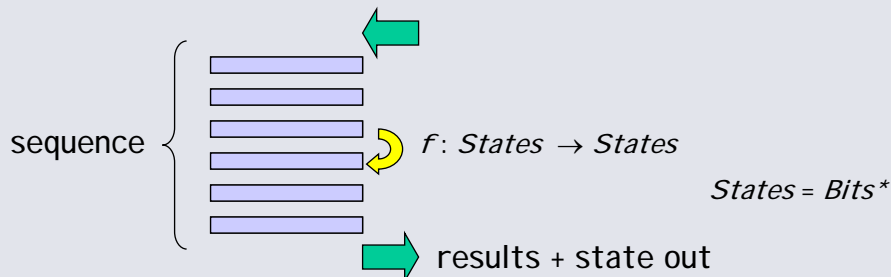 sequence
f : States → States
States = Bits*
results + state out